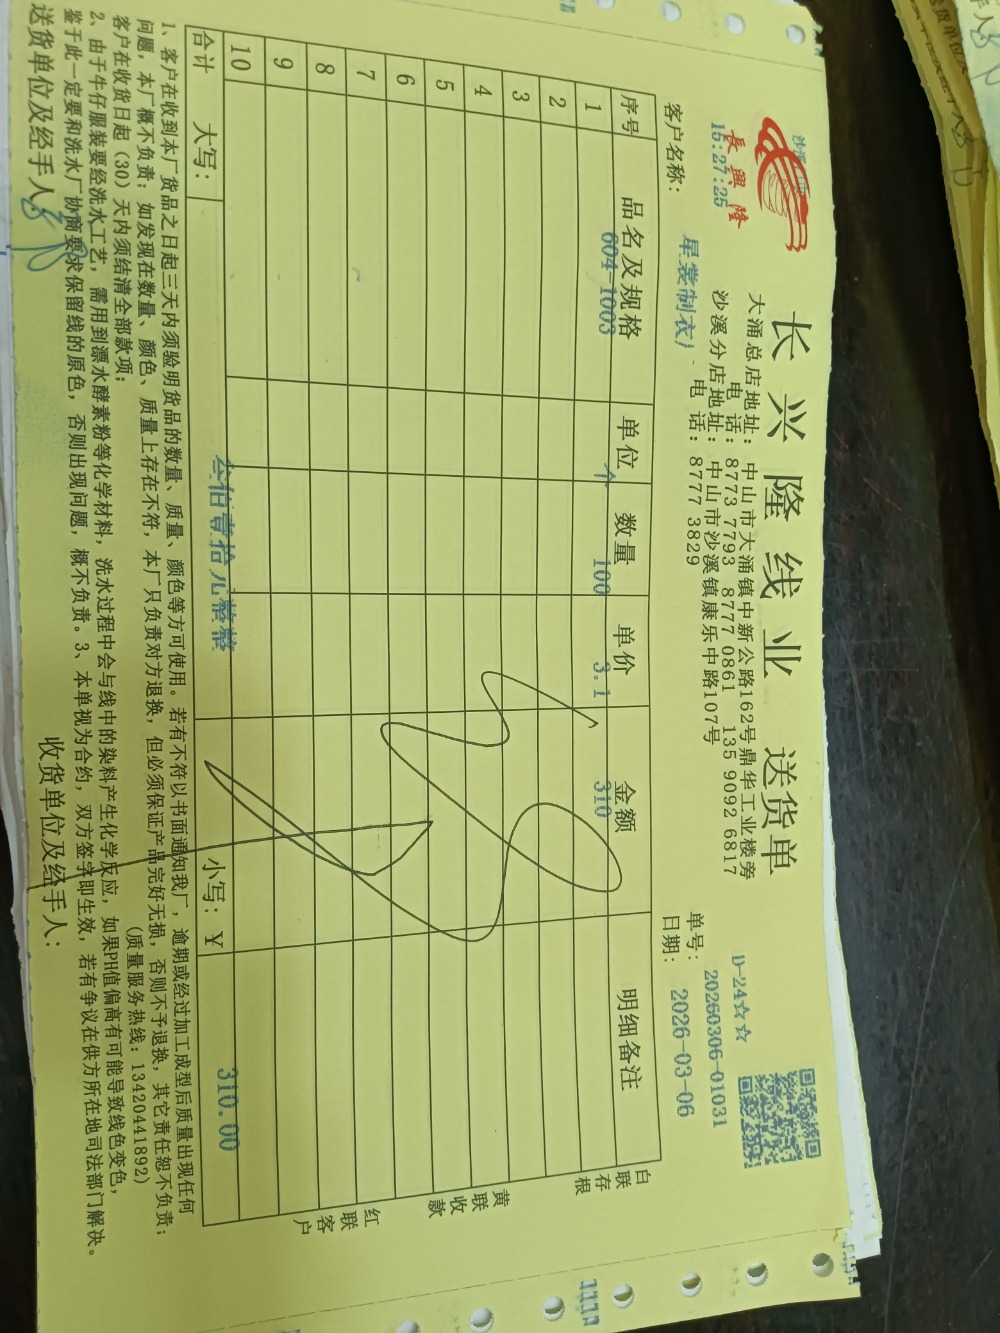 长兴隆线业 送货单
長興隆
15:27:25
大涌总店地址：中山市大涌镇中新公路162号鼎华工业楼旁
电话：8773 7793 8777 0861 135 9092 6817
沙溪分店地址：中山市沙溪镇康乐中路107号
电话：8777 3829
D-24☆☆
单号：20260306-01031
客户名称：星裳制衣厂
日期：2026-03-06
序号 品名及规格 单位 数量 单价 金额 明细备注
1 604-1003 个 100 3.1 310
2
3
4
5
6
7
8
9
10
合计 大写：叁佰壹拾元整整 小写：￥ 310.00
白联存根
黄联收款
红联客户
1、客户在收到本厂货品之日起三天内须验明货品的数量、质量、颜色等方可使用。若有不符以书面通知我厂，逾期或经过加工成型后质量出现任何
问题，本厂概不负责；如发现在数量、颜色、质量上存在不符，本厂只负责对方退换，但必须保证产品完好无损，否则不予退换，其它责任恕不负责；
客户在收货日起（30）天内须结清全部款项； （质量服务热线：13420441892）
2、由于牛仔服装要经洗水工艺，需用到漂水酵素粉等化学材料，洗水过程中会与线中的染料产生化学反应，如果PH值偏高有可能导致线色变色，
鉴于此一定要和洗水厂协商要求保留线的原色，否则出现问题，概不负责。3、本单视为合约，双方签字即生效，若有争议在供方所在地司法部门解决。
送货单位及经手人： 收货单位及经手人：